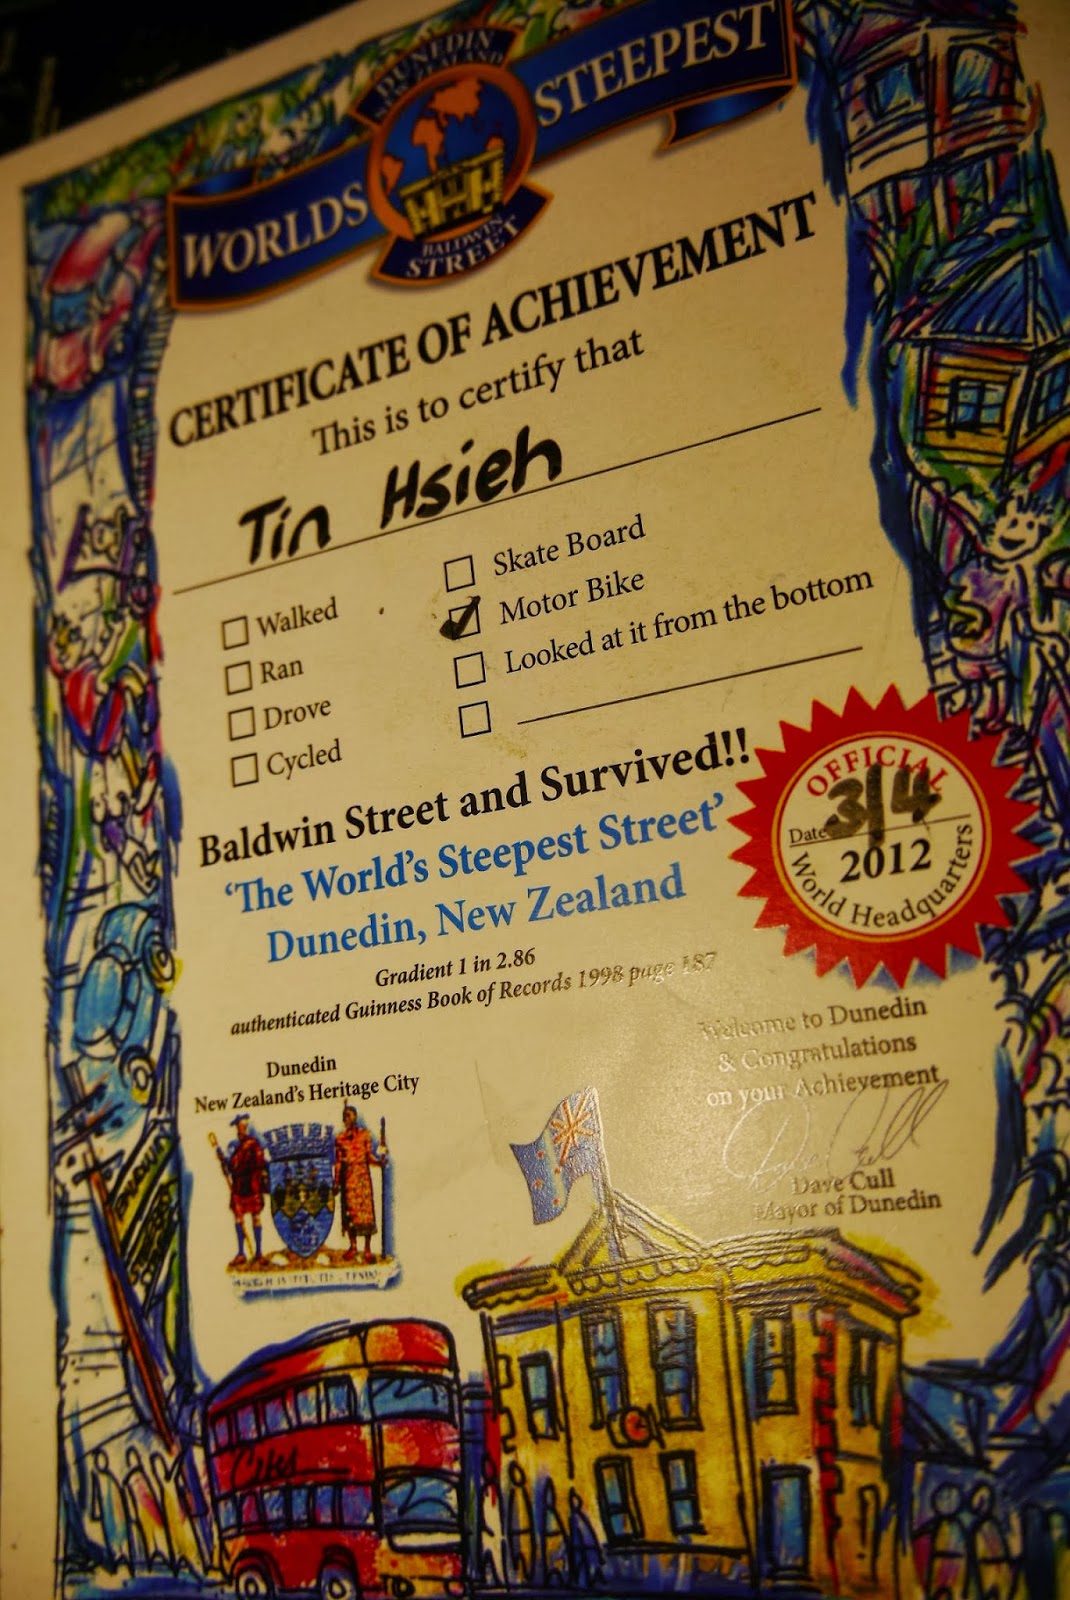 DUNEDIN
NEW ZEALAND
WORLDS STEEPEST
BALDWIN
STREET
CERTIFICATE OF ACHIEVEMENT
This is to certify that
Tin Hsieh
Walked
Ran
Drove
Cycled
Skate Board
Motor Bike
Looked at it from the bottom
Baldwin Street and Survived!!
‘The World’s Steepest Street’
Dunedin, New Zealand
Gradient 1 in 2.86
authenticated Guinness Book of Records 1998 page 187
OFFICIAL
Date 3/4
2012
World Headquarters
Welcome to Dunedin
& Congratulations
on your Achievement
Dave Cull
Mayor of Dunedin
Dunedin
New Zealand’s Heritage City
City